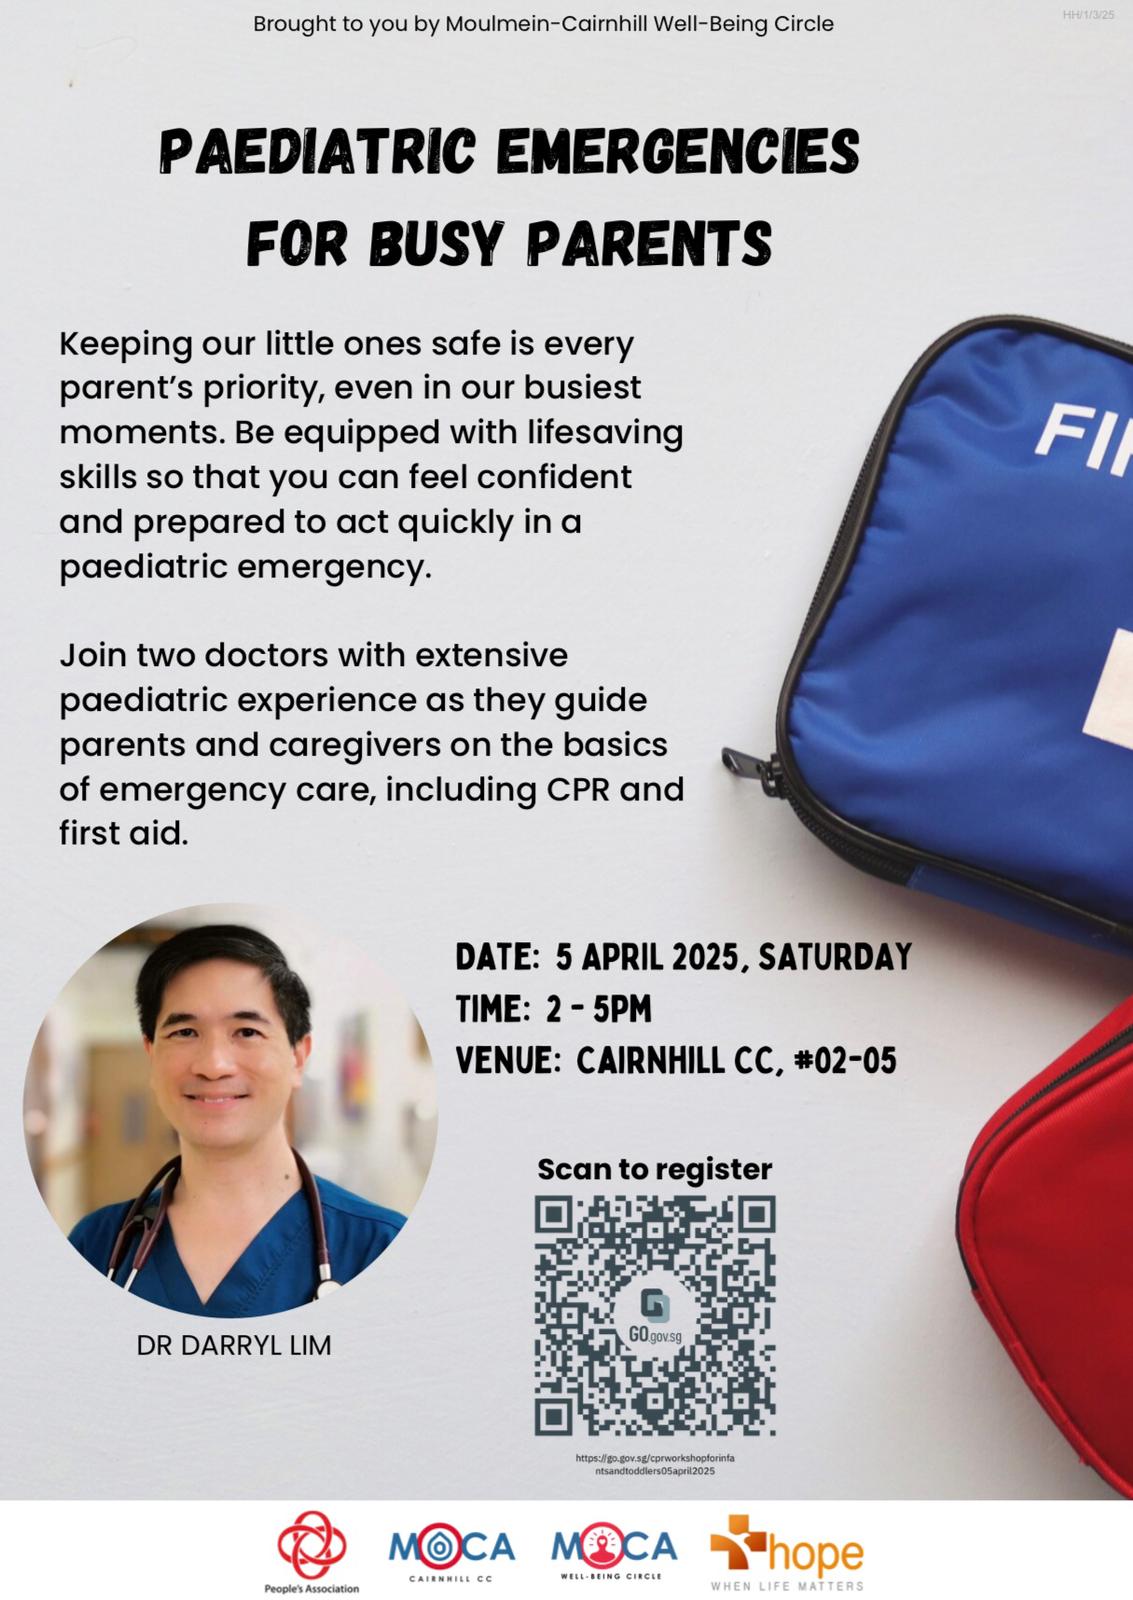 Brought to you by Moulmein-Cairnhill Well-Being Circle
HH/1/3/25
PAEDIATRIC EMERGENCIES
FOR BUSY PARENTS
Keeping our little ones safe is every
parent's priority, even in our busiest
moments. Be equipped with lifesaving
skills so that you can feel confident
and prepared to act quickly in a
paediatric emergency.
Join two doctors with extensive
paediatric experience as they guide
parents and caregivers on the basics
of emergency care, including CPR and
first aid.
DATE: 5 APRIL 2025, SATURDAY
TIME: 2 - 5PM
VENUE: CAIRNHILL CC, #02-05
Scan to register
GO.gov.sg
https://go.gov.sg/cprworkshopforinfa
ntsandtoddlers05april2025
DR DARRYL LIM
People's Association
MOCA
CAIRNHILL CC
MOCA
WELL-BEING CIRCLE
hope
WHEN LIFE MATTERS